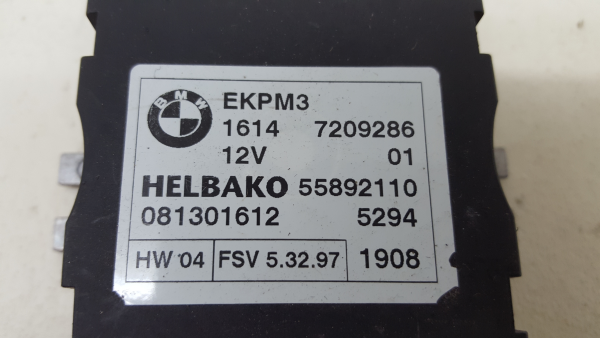 BMW
EKPM3
1614 7209286
12V 01
HELBAKO 55892110
081301612 5294
HW 04 FSV 5.32.97 1908